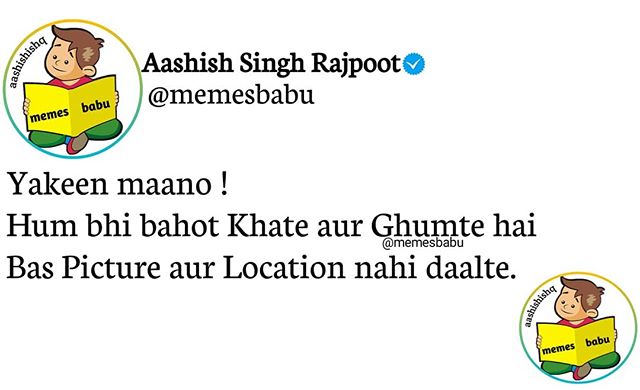 aashishishq
memes babu
Aashish Singh Rajpoot
@memesbabu
Yakeen maano !
Hum bhi bahot Khate aur Ghumte hai
@memesbabu
Bas Picture aur Location nahi daalte.
aashishishq
memes babu